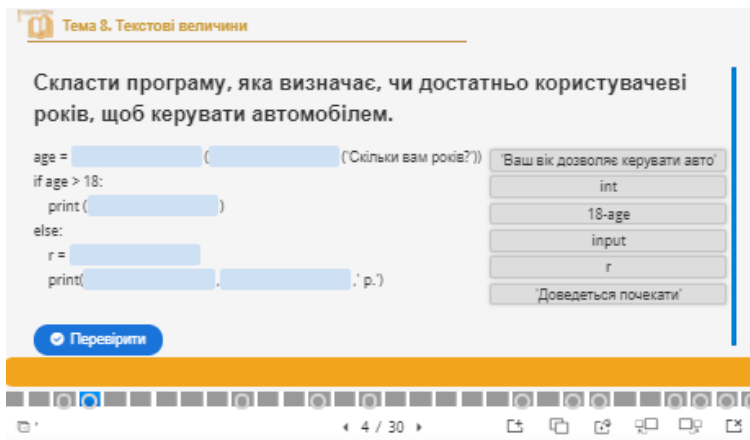 Тема 8. Текстові величини
Скласти програму, яка визначає, чи достатньо користувачеві
років, щоб керувати автомобілем.
age = ( ('Скільки вам років?'))
if age > 18:
print ( )
else:
r =
print( , ,' р.')
'Ваш вік дозволяє керувати авто'
int
18-age
input
r
'Доведеться почекати'
Перевірити
4 / 30